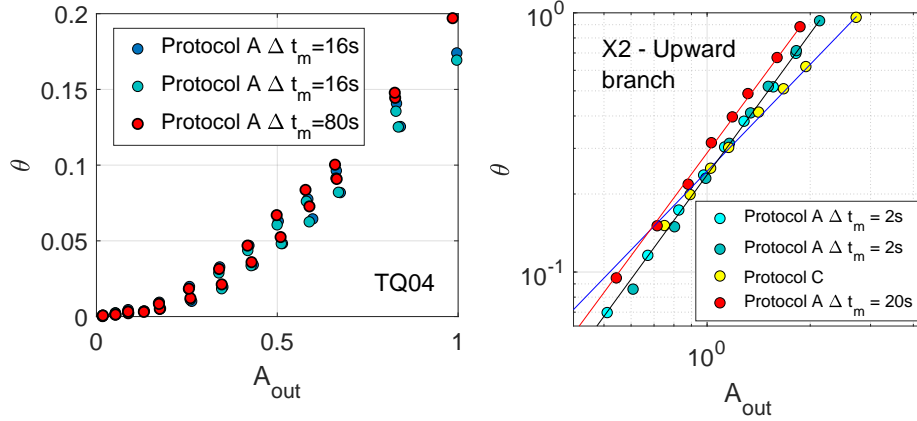 0.2
0.15
0.1
0.05
0
θ
Protocol A Δ t_m=16s
Protocol A Δ t_m=16s
Protocol A Δ t_m=80s
TQ04
0
0.5
1
A_out
10^0
10^-1
θ
X2 - Upward
branch
Protocol A Δ t_m = 2s
Protocol A Δ t_m = 2s
Protocol C
Protocol A Δ t_m = 20s
10^0
A_out